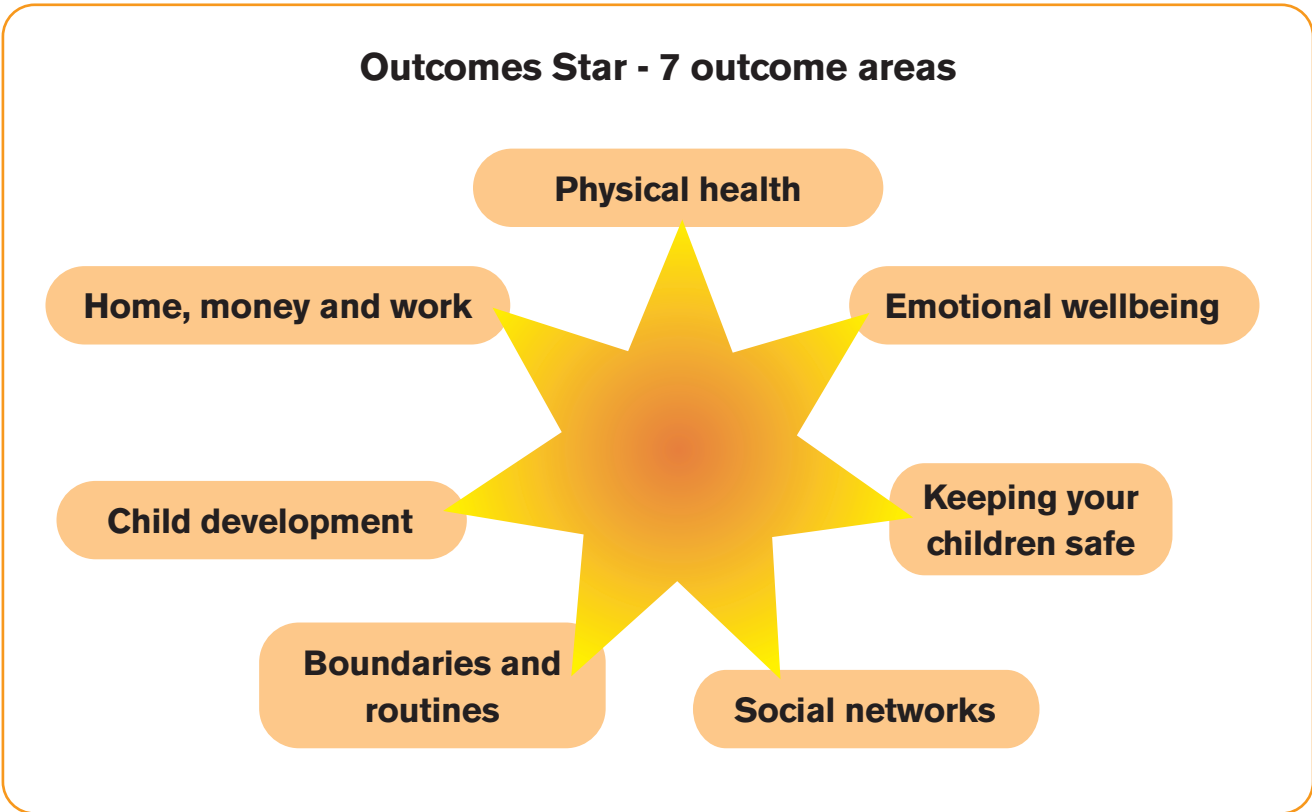 Outcomes Star - 7 outcome areas
Physical health
Home, money and work
Emotional wellbeing
Child development
Keeping your
children safe
Boundaries and
routines
Social networks